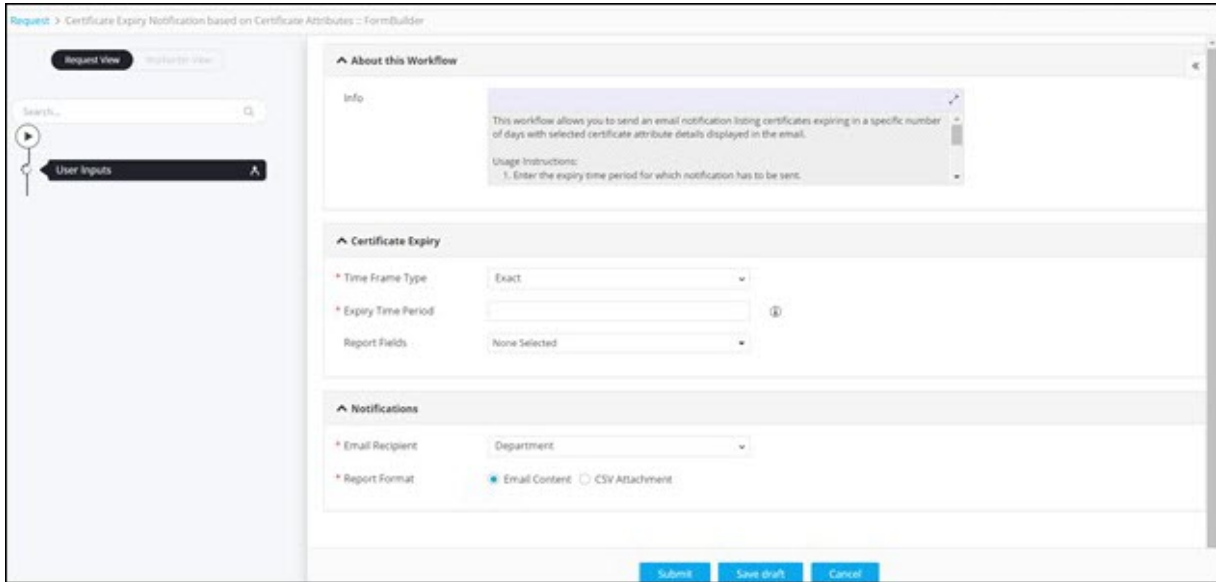 Request > Certificate Expiry Notification based on Certificate Attributes :: FormBuilder
Request View
Search...
User Inputs
About this Workflow
Info
This workflow allows you to send an email notification listing certificates expiring in a specific number
of days with selected certificate attribute details displayed in the email.
Usage Instructions:
1. Enter the expiry time period for which notification has to be sent.
Certificate Expiry
* Time Frame Type
Exact
* Expiry Time Period
Report Fields
None Selected
Notifications
* Email Recipient
Department
* Report Format
Email Content
CSV Attachment
Submit
Save draft
Cancel